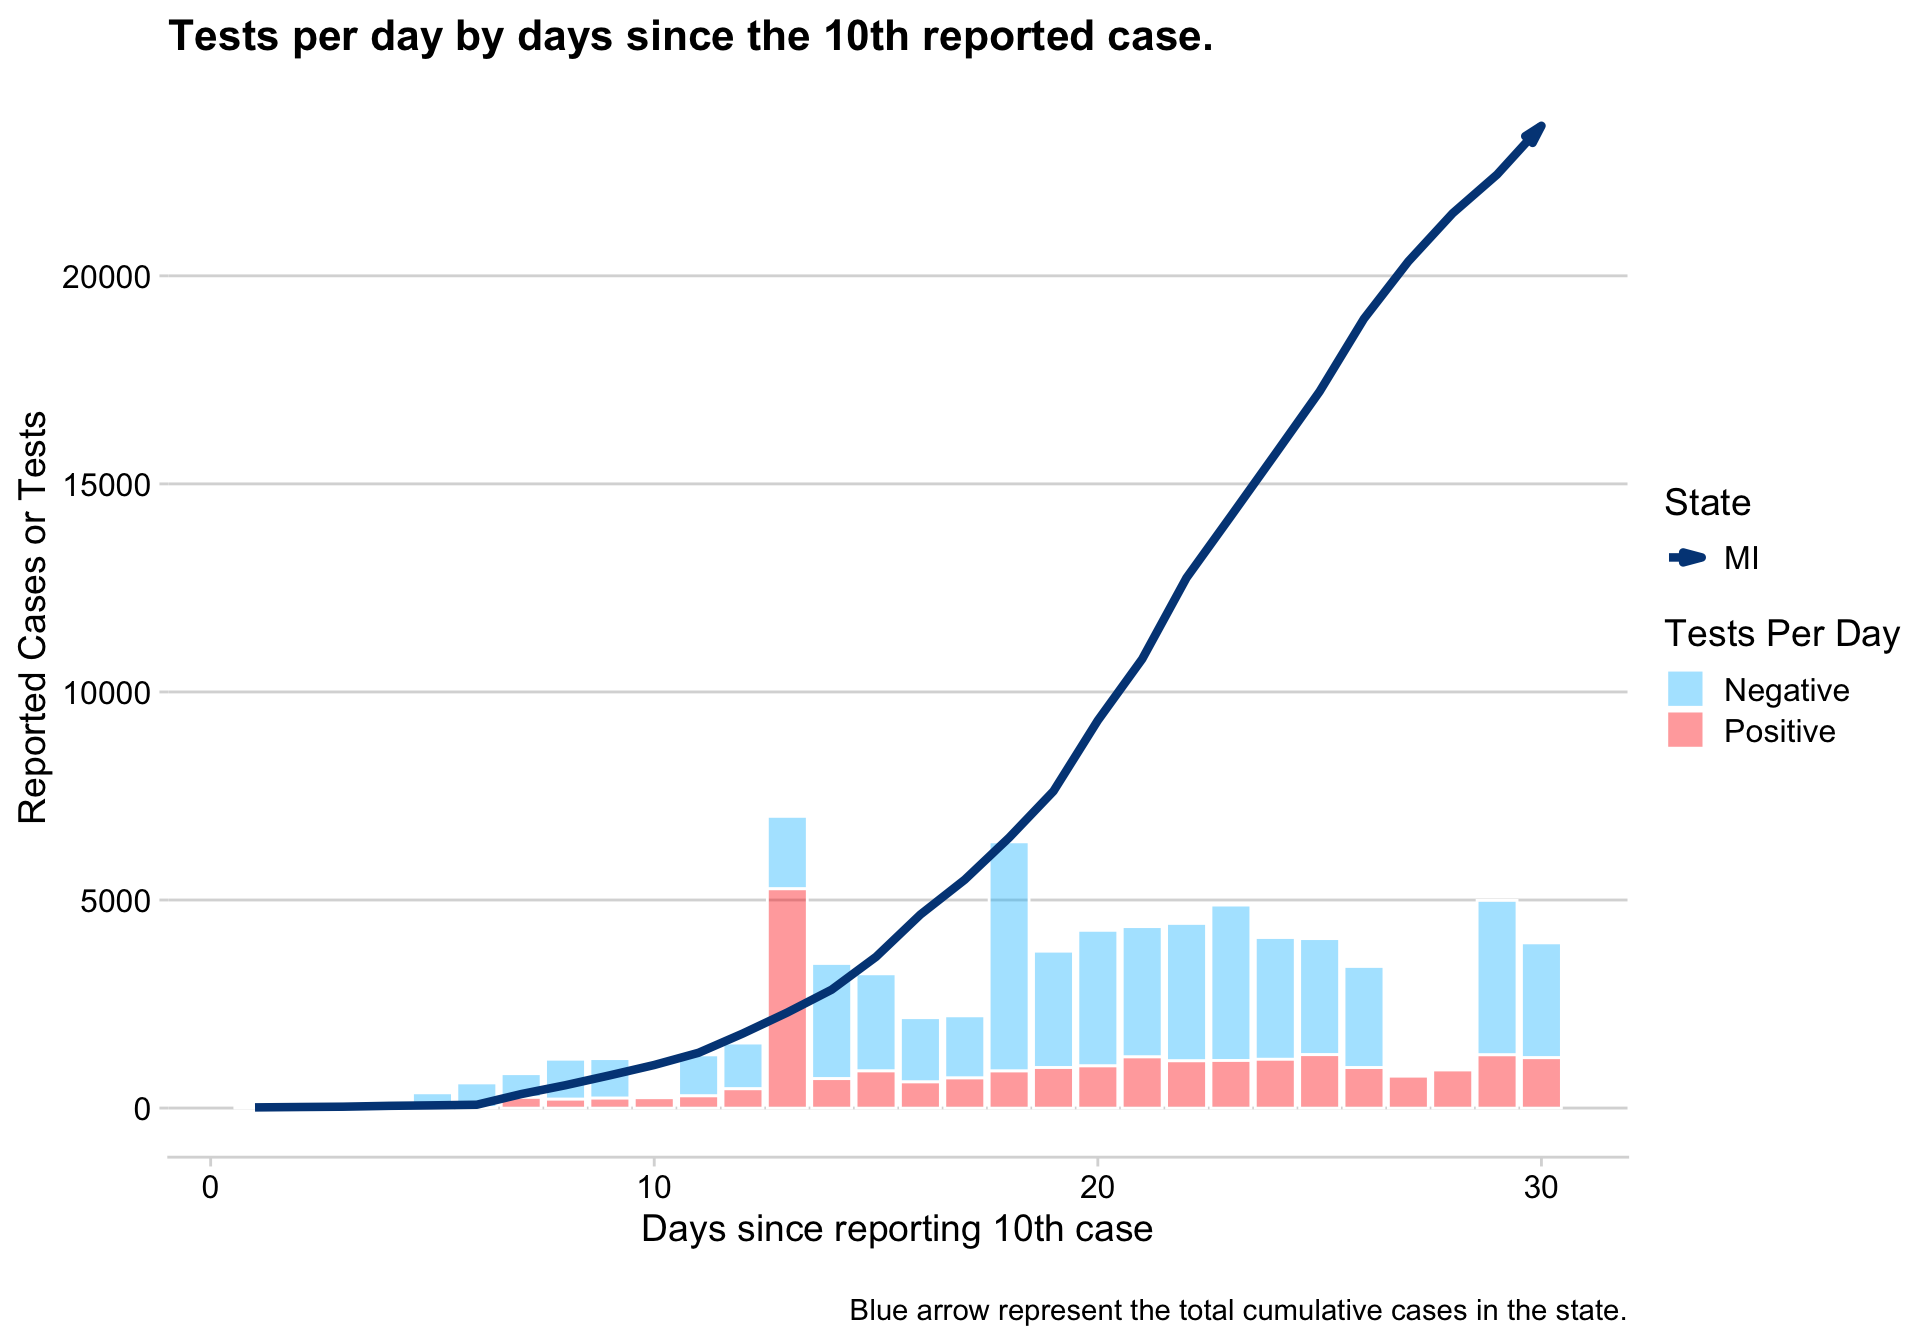 Tests per day by days since the 10th reported case.
20000
15000
10000
5000
0
Reported Cases or Tests
0 10 20 30
Days since reporting 10th case
State
MI
Tests Per Day
Negative
Positive
Blue arrow represent the total cumulative cases in the state.